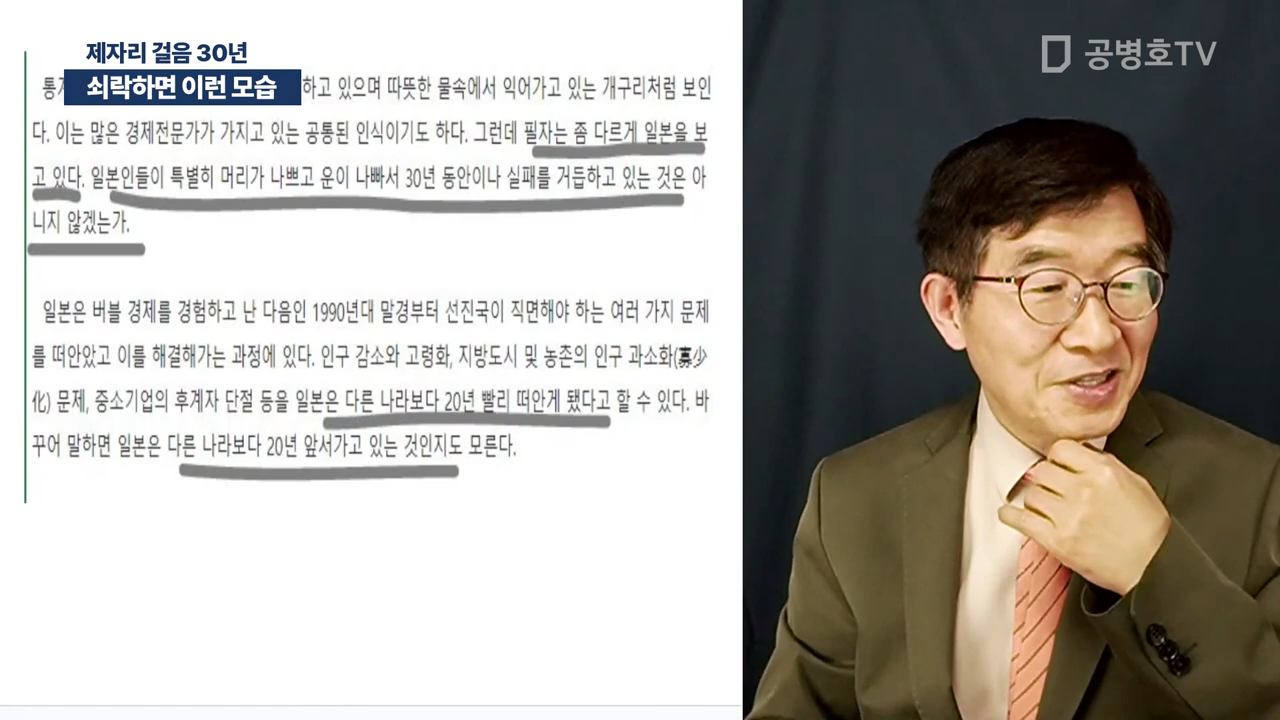 제자리 걸음 30년
쇠락하면 이런 모습
하고 있으며 따뜻한 물속에서 익어가고 있는 개구리처럼 보인
다. 이는 많은 경제전문가가 가지고 있는 공통된 인식이기도 하다. 그런데 필자는 좀 다르게 일본을 보
고 있다. 일본인들이 특별히 머리가 나쁘고 운이 나빠서 30년 동안이나 실패를 거듭하고 있는 것은 아
니지 않겠는가.
일본은 버블 경제를 경험하고 난 다음인 1990년대 말경부터 선진국이 직면해야 하는 여러 가지 문제
를 떠안았고 이를 해결해가는 과정에 있다. 인구 감소와 고령화, 지방도시 및 농촌의 인구 과소화(寡少
化) 문제, 중소기업의 후계자 단절 등을 일본은 다른 나라보다 20년 빨리 떠안게 됐다고 할 수 있다. 바
꾸어 말하면 일본은 다른 나라보다 20년 앞서가고 있는 것인지도 모른다.
공병호TV